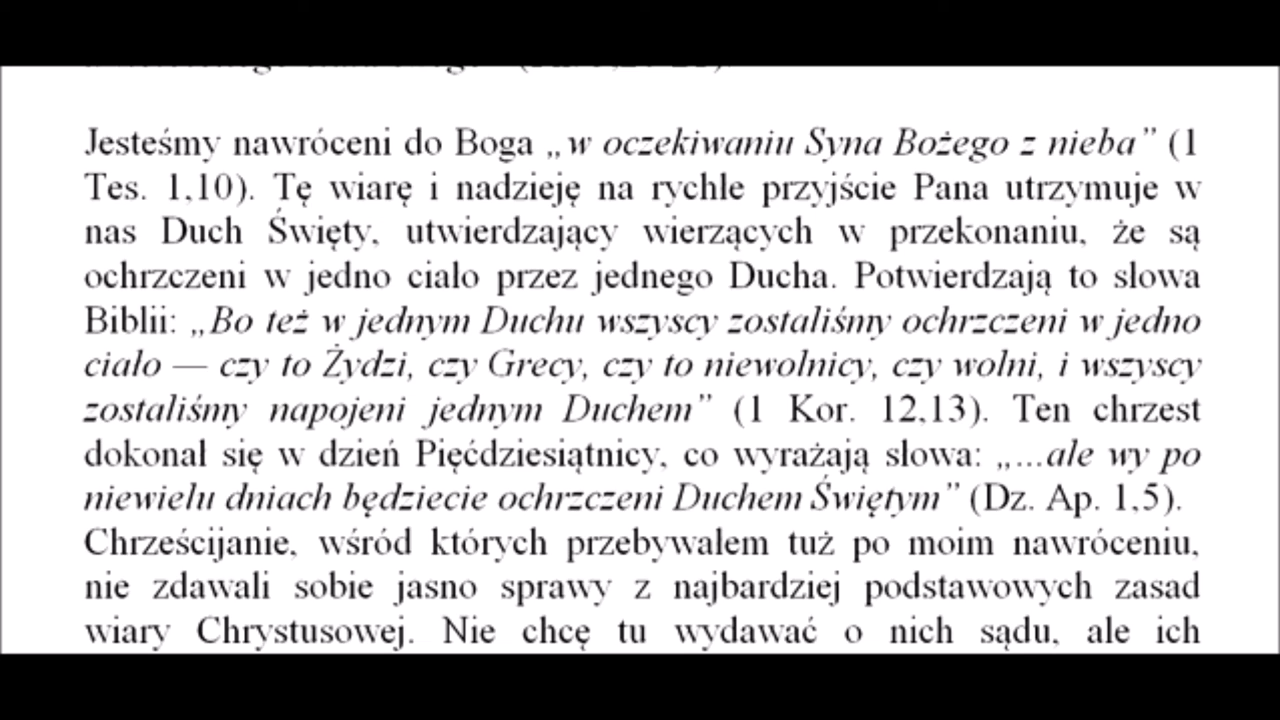 Jesteśmy nawróceni do Boga „w oczekiwaniu Syna Bożego z nieba” (1
Tes. 1,10). Tę wiarę i nadzieję na rychłe przyjście Pana utrzymuje w
nas Duch Święty, utwierdzający wierzących w przekonaniu, że są
ochrzczeni w jedno ciało przez jednego Ducha. Potwierdzają to słowa
Biblii: „Bo też w jednym Duchu wszyscy zostaliśmy ochrzczeni w jedno
ciało — czy to Żydzi, czy Grecy, czy to niewolnicy, czy wolni, i wszyscy
zostaliśmy napojeni jednym Duchem” (1 Kor. 12,13). Ten chrzest
dokonał się w dzień Pięćdziesiątnicy, co wyrażają słowa: „...ale wy po
niewielu dniach będziecie ochrzczeni Duchem Świętym” (Dz. Ap. 1,5).
Chrześcijanie, wśród których przebywałem tuż po moim nawróceniu,
nie zdawali sobie jasno sprawy z najbardziej podstawowych zasad
wiary Chrystusowej. Nie chcę tu wydawać o nich sądu, ale ich